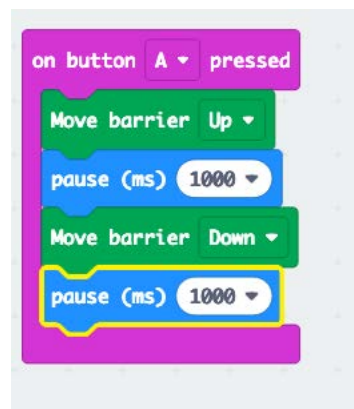 on button A pressed
Move barrier Up
pause (ms) 1000
Move barrier Down
pause (ms) 1000